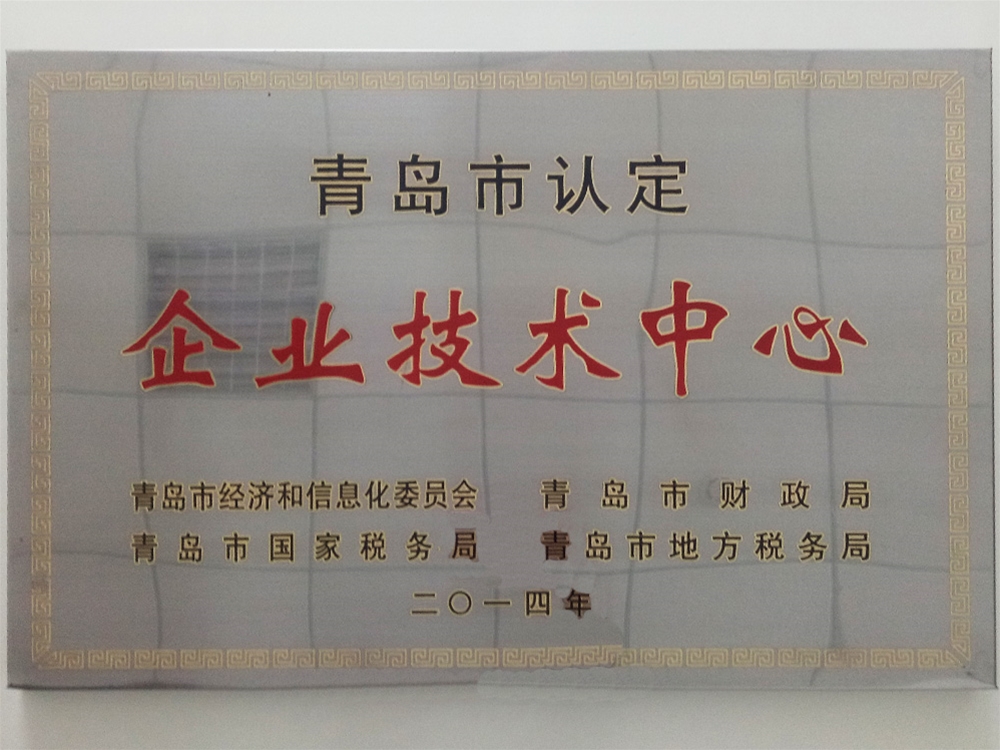 青岛市认定
企业技术中心
青岛市经济和信息化委员会 青岛市财政局
青岛市国家税务局 青岛市地方税务局
二〇一四年